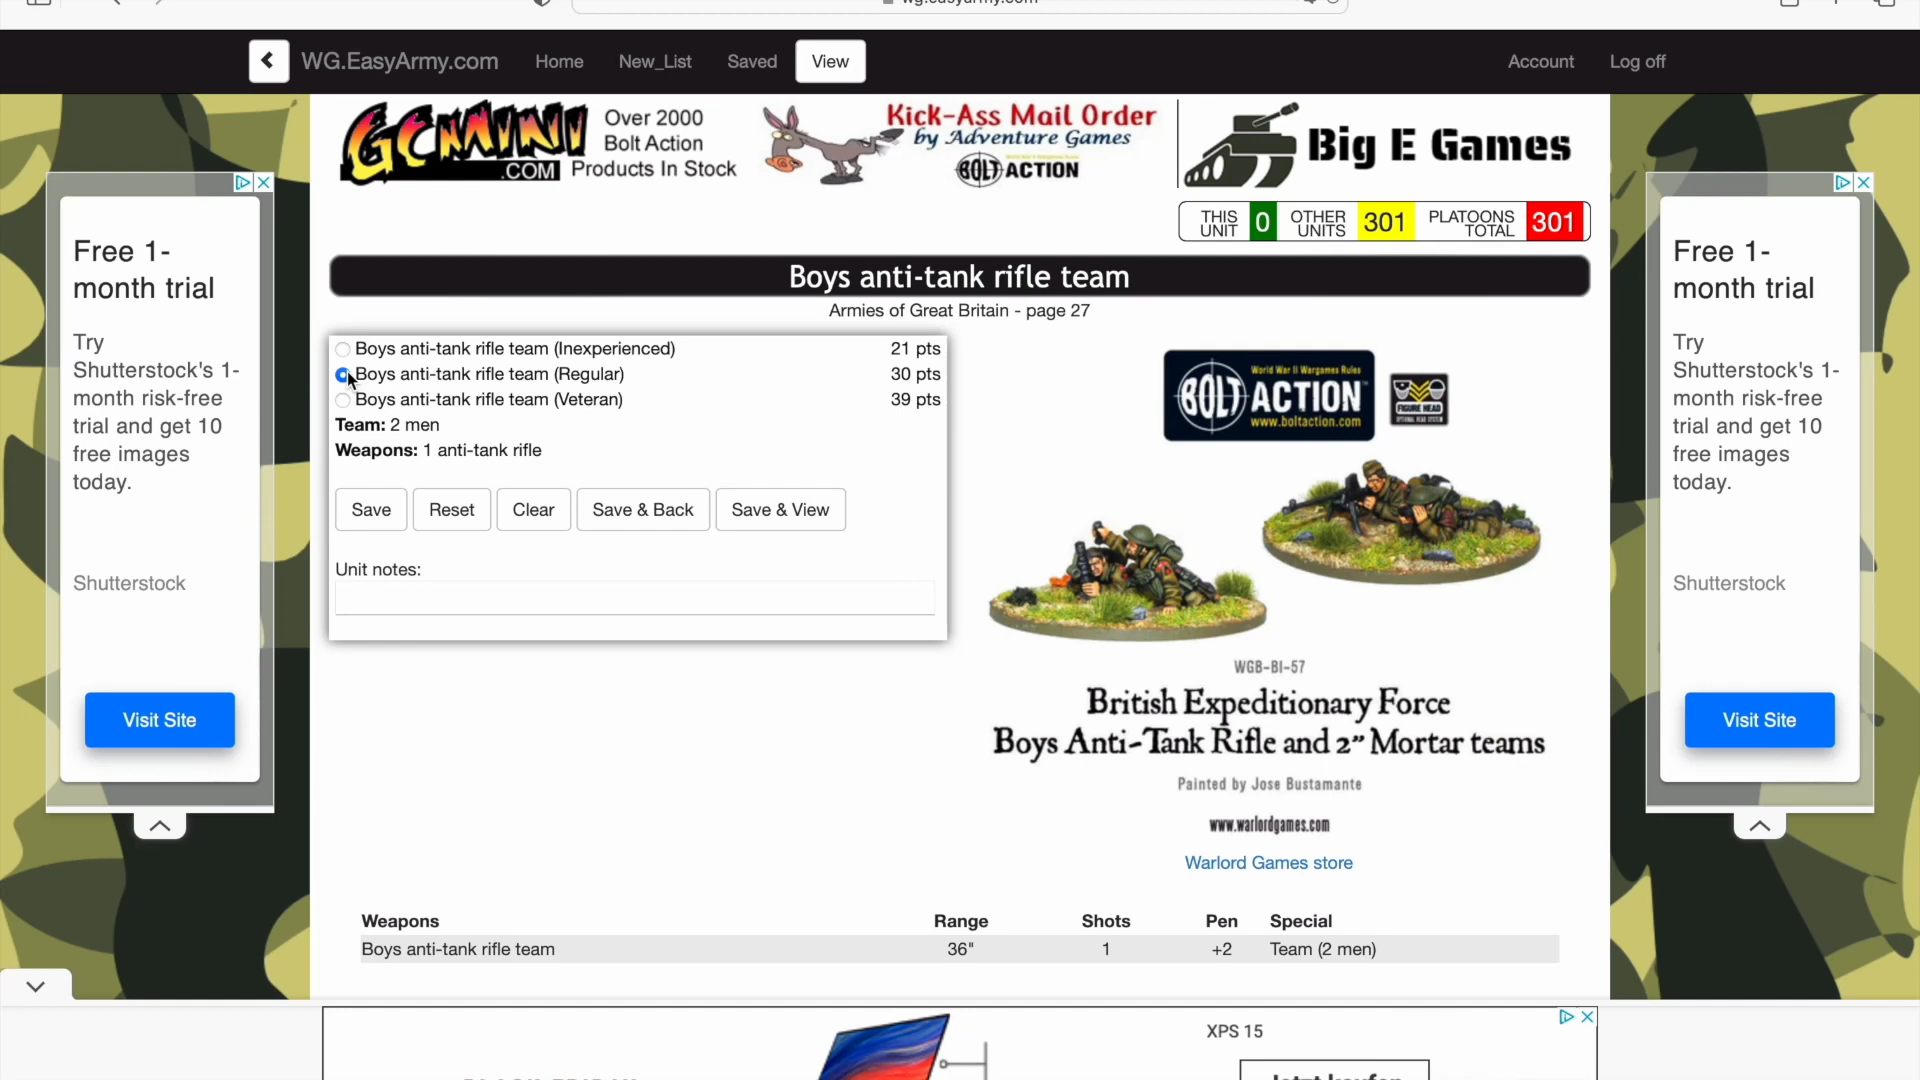 WG.EasyArmy.com Home New_List Saved View Account Log off
GCMINI
.COM
Over 2000
Bolt Action
Products In Stock
Kick-Ass Mail Order
by Adventure Games
BOLT ACTION
Big E Games
THIS UNIT 0 OTHER UNITS 301 PLATOONS TOTAL 301
Boys anti-tank rifle team
Armies of Great Britain - page 27
Boys anti-tank rifle team (Inexperienced) 21 pts
Boys anti-tank rifle team (Regular) 30 pts
Boys anti-tank rifle team (Veteran) 39 pts
Team: 2 men
Weapons: 1 anti-tank rifle
Save Reset Clear Save & Back Save & View
Unit notes:
World War II Wargames Rules
BOLT ACTION
www.boltaction.com
FIGURE HEAD
WGB-BI-57
British Expeditionary Force
Boys Anti-Tank Rifle and 2" Mortar teams
Painted by Jose Bustamante
www.warlordgames.com
Warlord Games store
Weapons Range Shots Pen Special
Boys anti-tank rifle team 36" 1 +2 Team (2 men)
Free 1-
month trial
Try
Shutterstock's 1-
month risk-free
trial and get 10
free images
today.
Shutterstock
Visit Site
Free 1-
month trial
Try
Shutterstock's 1-
month risk-free
trial and get 10
free images
today.
Shutterstock
Visit Site
XPS 15